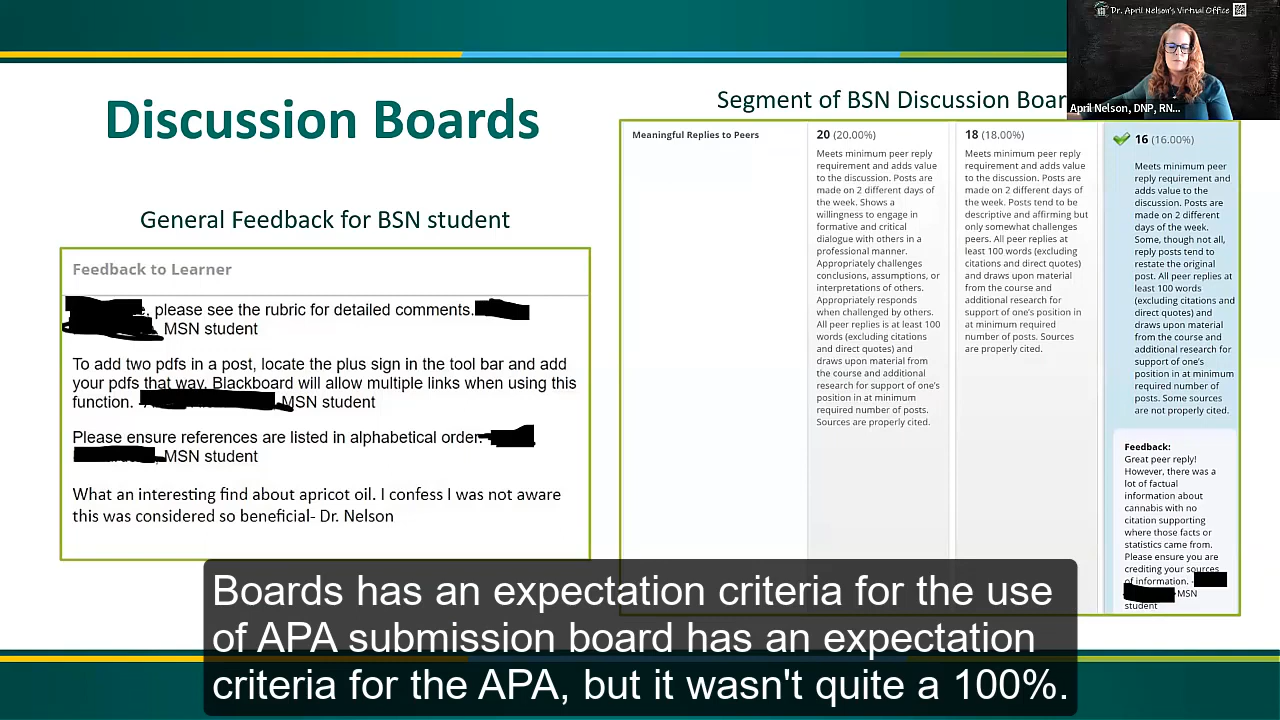 Dr. April Nelson's Virtual Office
April Nelson, DNP, RN...
Discussion Boards
General Feedback for BSN student
Feedback to Learner
please see the rubric for detailed comments.
MSN student
To add two pdfs in a post, locate the plus sign in the tool bar and add
your pdfs that way. Blackboard will allow multiple links when using this
function.
MSN student
Please ensure references are listed in alphabetical order.
MSN student
What an interesting find about apricot oil. I confess I was not aware
this was considered so beneficial- Dr. Nelson
Segment of BSN Discussion Boar
Meaningful Replies to Peers
20 (20.00%)
Meets minimum peer reply
requirement and adds value
to the discussion. Posts are
made on 2 different days of
the week. Shows a
willingness to engage in
formative and critical
dialogue with others in a
professional manner.
Appropriately challenges
conclusions, assumptions, or
interpretations of others.
Appropriately responds
when challenged by others.
All peer replies is at least 100
words (excluding citations
and direct quotes) and
draws upon material from
the course and additional
research for support of one's
position in at minimum
required number of posts.
Sources are properly cited.
18 (18.00%)
Meets minimum peer reply
requirement and adds value
to the discussion. Posts are
made on 2 different days of
the week. Posts tend to be
descriptive and affirming but
only somewhat challenges
peers. All peer replies at
least 100 words (excluding
citations and direct quotes)
and draws upon material
from the course and
additional research for
support of one's position in
at minimum required
number of posts. Sources
are properly cited.
16 (16.00%)
Meets minimum peer
reply requirement and
adds value to the
discussion. Posts are
made on 2 different
days of the week.
Some, though not all,
reply posts tend to
restate the original
post. All peer replies at
least 100 words
(excluding citations and
direct quotes) and
draws upon material
from the course and
additional research for
support of one's
position in at minimum
required number of
posts. Some sources
are not properly cited.
Feedback:
Great peer reply!
However, there was a
lot of factual
information about
cannabis with no
citation supporting
where those facts or
statistics came from.
Please ensure you are
crediting your sources
of information. -
MSN
student
Boards has an expectation criteria for the use
of APA submission board has an expectation
criteria for the APA, but it wasn't quite a 100%.